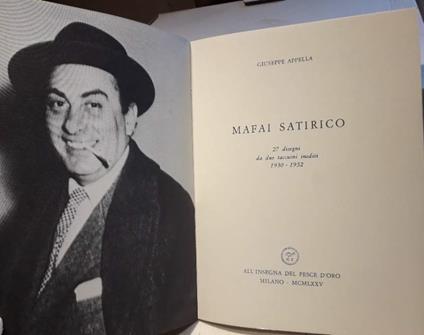 GIUSEPPE APPELLA
MAFAI SATIRICO
27 disegni
da due taccuini inediti
1930 - 1932
ALL'INSEGNA DEL PESCE D'ORO
MILANO - MCMLXXV